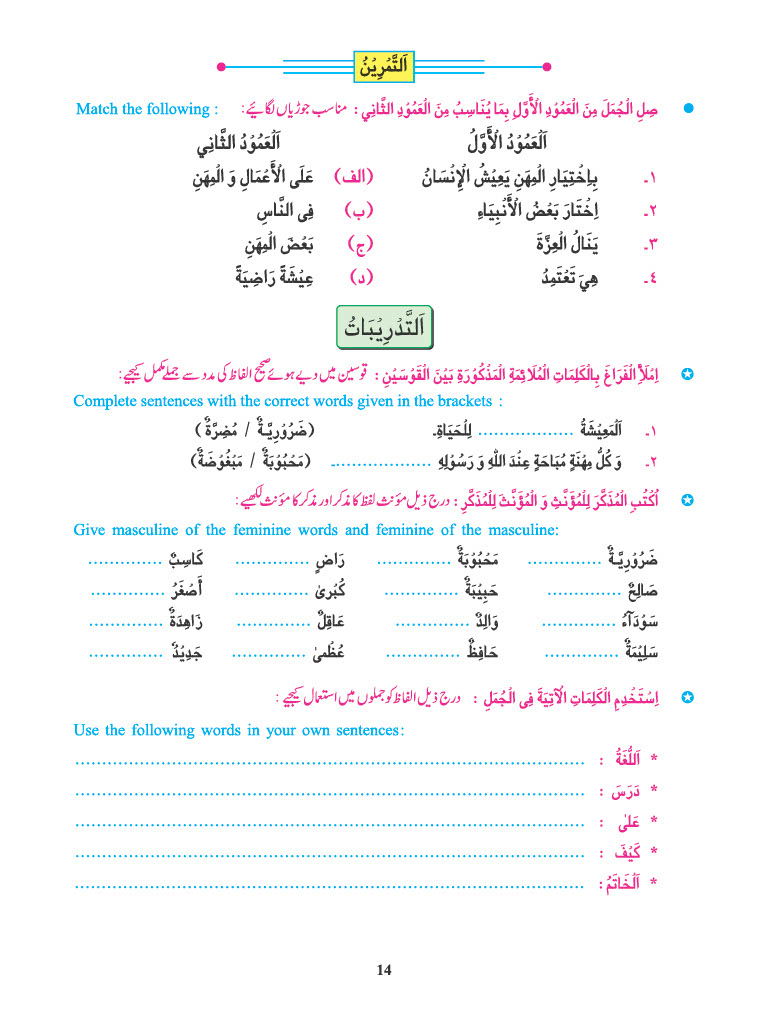 اَلتَّمْرِيْنُ
صِلِ الْجُمَلَ مِنَ الْعَمُوْدِ الْأَوَّلِ بِمَا يُنَاسِبُ مِنَ الْعَمُوْدِ الثَّانِي : مناسب جوڑیاں لگائیے : Match the following :
اَلْعَمُوْدُ الْأَوَّلُ اَلْعَمُوْدُ الثَّانِي
١۔ بِاِخْتِيَارِ الْمِهَنِ يَعِيْشُ الْإِنْسَانُ (الف) عَلَى الْأَعْمَالِ وَ الْمِهَنِ
٢۔ اِخْتَارَ بَعْضُ الْأَنْبِيَاءِ (ب) فِى النَّاسِ
٣۔ يَنَالُ الْعِزَّةَ (ج) بَعْضَ الْمِهَنِ
٤۔ هِيَ تَعْتَمِدُ (د) عِيْشَةً رَاضِيَةً
اَلتَّدْرِيْبَاتُ
اِمْلَأِ الْفَرَاغَ بِالْكَلِمَاتِ الْمُلَائِمَةِ الْمَذْكُوْرَةِ بَيْنَ الْقَوْسَيْنِ : قوسین میں دیے ہوئے صحیح الفاظ کی مدد سے جملے مکمل کیجیے :
Complete sentences with the correct words given in the brackets :
١۔ اَلْمَعِيْشَةُ .................. لِلْحَيَاةِ۔ (ضَرُوْرِيَّةٌ / مُضِرَّةٌ)
٢۔ وَ كُلُّ مِهْنَةٍ مُبَاحَةٍ عِنْدَ اللّٰهِ وَ رَسُوْلِهٖ ..................۔ (مَحْبُوْبَةٌ / مَبْغُوْضَةٌ)
اُكْتُبِ الْمُذَكَّرَ لِلْمُؤَنَّثِ وَ الْمُؤَنَّثَ لِلْمُذَكَّرِ : درج ذیل مؤنث لفظ کا مذکر اور مذکر کا مؤنث لکھیے :
Give masculine of the feminine words and feminine of the masculine:
ضَرُوْرِيَّةٌ .............. مَحْبُوْبَةٌ .............. رَاضٍ .............. كَاسِبٌ ..............
صَالِحٌ .............. حَبِيْبَةٌ .............. كُبْرىٰ .............. أَصْغَرُ ..............
سَوْدَآءُ .............. وَالِدٌ .............. عَاقِلٌ .............. زَاهِدَةٌ ..............
سَلِيْمَةٌ .............. حَافِظٌ .............. عُظْمىٰ .............. جَدِيْدٌ ..............
اِسْتَخْدِمِ الْكَلِمَاتِ الْآتِيَةَ فِى الْجُمَلِ : درج ذیل الفاظ کو جملوں میں استعمال کیجیے :
Use the following words in your own sentences:
* اَللُّغَةُ : ................................................................................
* دَرَسَ : ................................................................................
* عَلىٰ : ................................................................................
* كَيْفَ : ................................................................................
* اَلْخَاتَمُ : ................................................................................
14